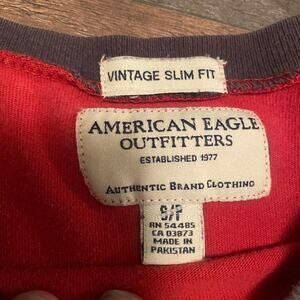 VINTAGE SLIM FIT
AMERICAN EAGLE
OUTFITTERS
ESTABLISHED 1977
AUTHENTIC BRAND CLOTHING
S/P
RN 54485
CA 03873
MADE IN
PAKISTAN